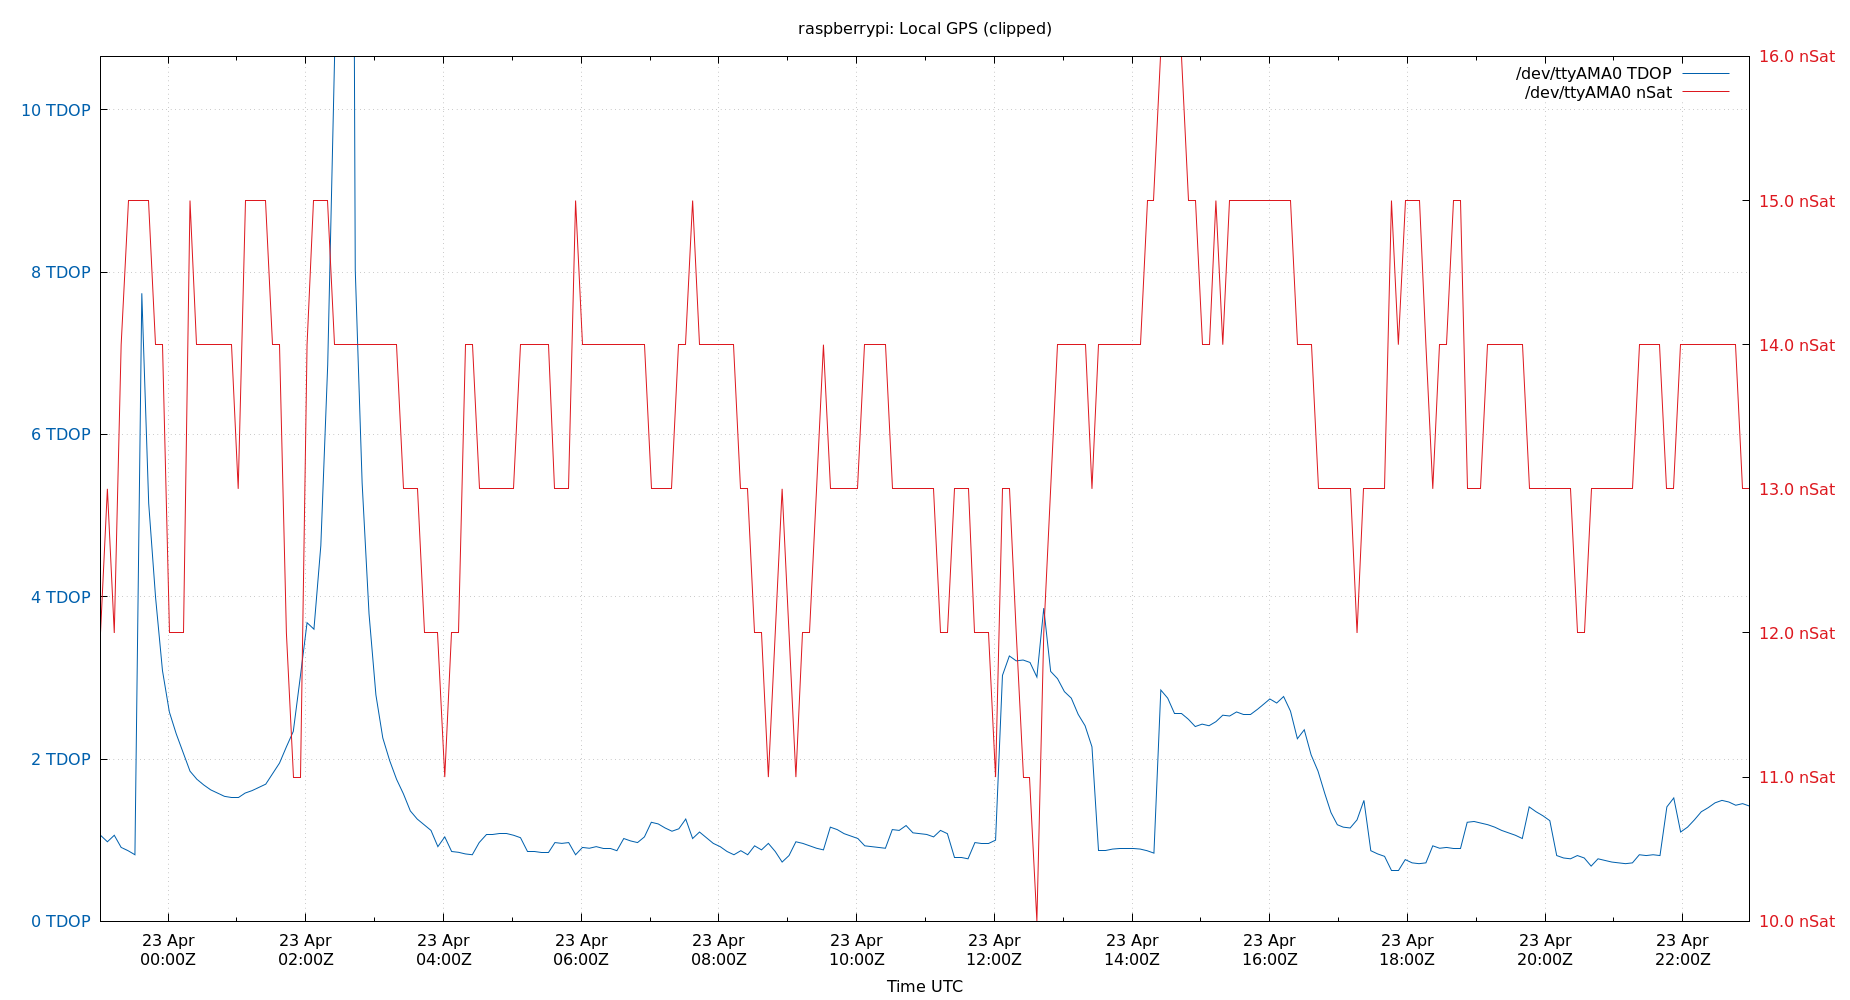 raspberrypi: Local GPS (clipped)
/dev/ttyAMA0 TDOP
/dev/ttyAMA0 nSat
10 TDOP
8 TDOP
6 TDOP
4 TDOP
2 TDOP
0 TDOP
16.0 nSat
15.0 nSat
14.0 nSat
13.0 nSat
12.0 nSat
11.0 nSat
10.0 nSat
23 Apr
00:00Z
23 Apr
02:00Z
23 Apr
04:00Z
23 Apr
06:00Z
23 Apr
08:00Z
23 Apr
10:00Z
23 Apr
12:00Z
23 Apr
14:00Z
23 Apr
16:00Z
23 Apr
18:00Z
23 Apr
20:00Z
23 Apr
22:00Z
Time UTC